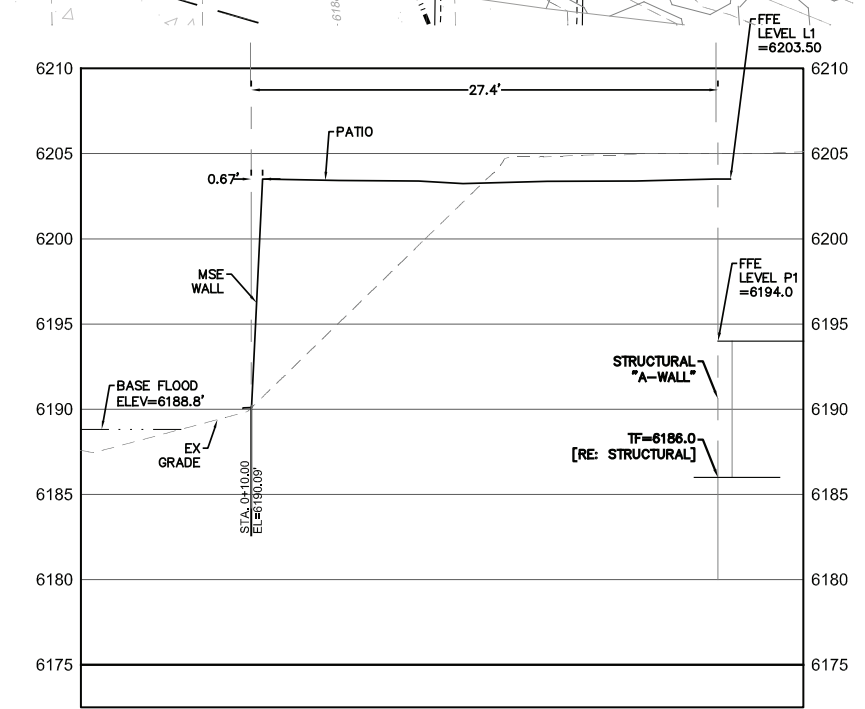 6180
FFE
LEVEL L1
=6203.50
6210
6210
27.4'
PATIO
6205
6205
0.67'
6200
6200
FFE
LEVEL P1
=6194.0
MSE
WALL
6195
6195
STRUCTURAL
"A-WALL"
BASE FLOOD
ELEV=6188.8'
6190
6190
TF=6186.0
[RE: STRUCTURAL]
EX
GRADE
STA. 0+10.00
EL=6190.09'
6185
6185
6180
6180
6175
6175